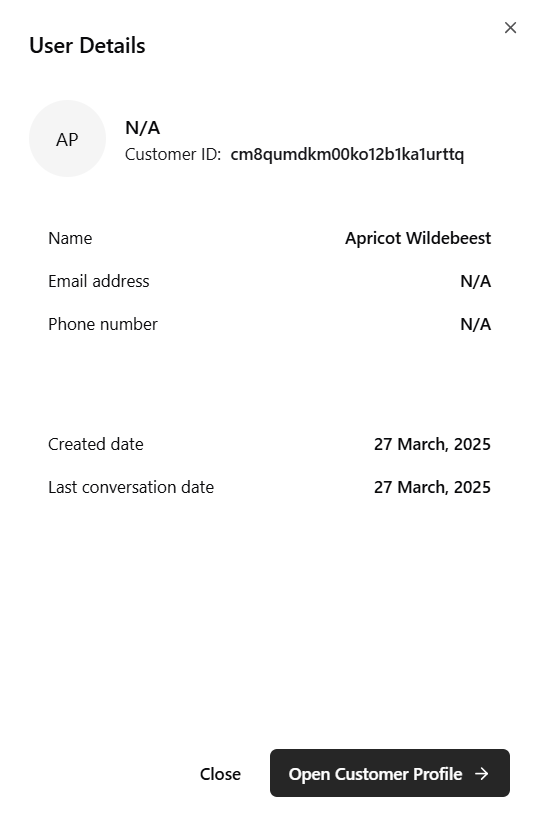 User Details
AP
N/A
Customer ID: cm8qumdkm00ko12b1ka1urttq
Name Apricot Wildebeest
Email address N/A
Phone number N/A
Created date 27 March, 2025
Last conversation date 27 March, 2025
Close Open Customer Profile →